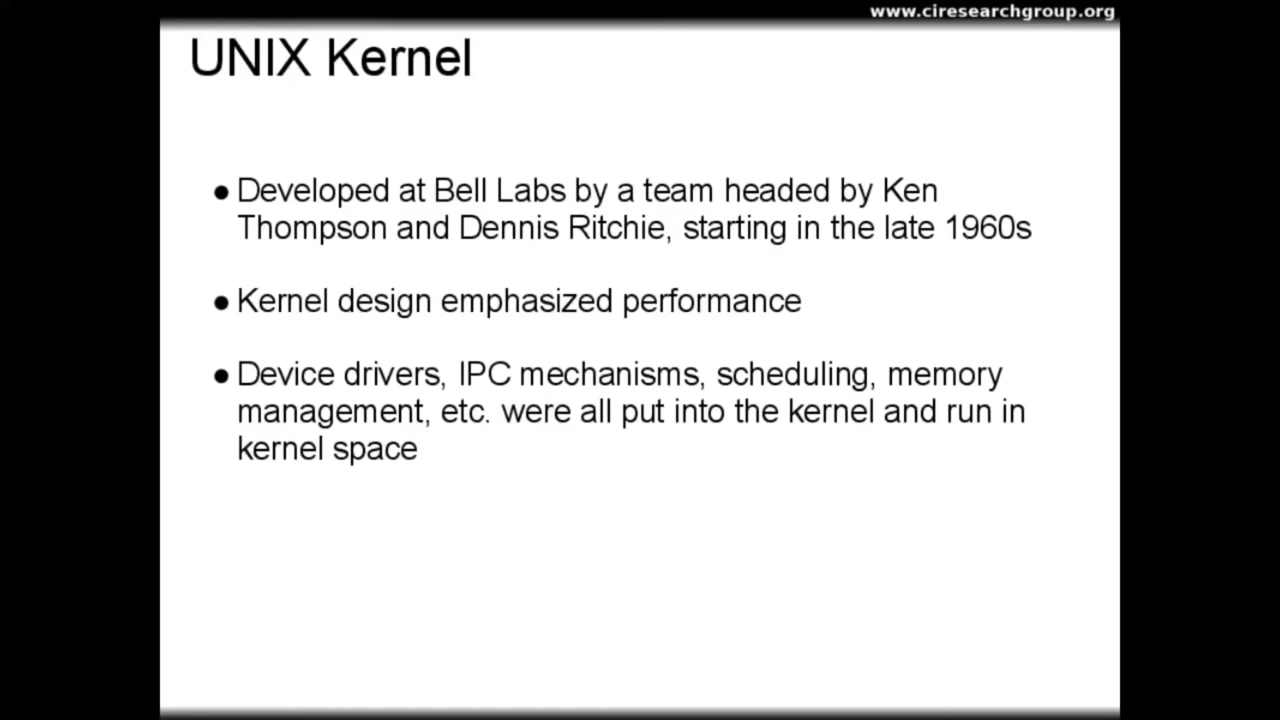 www.ciresearchgroup.org
UNIX Kernel
● Developed at Bell Labs by a team headed by Ken
Thompson and Dennis Ritchie, starting in the late 1960s
● Kernel design emphasized performance
● Device drivers, IPC mechanisms, scheduling, memory
management, etc. were all put into the kernel and run in
kernel space